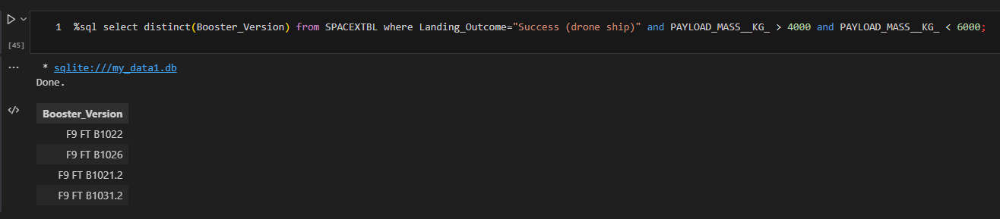 1 %sql select distinct(Booster_Version) from SPACEXTBL where Landing_Outcome="Success (drone ship)" and PAYLOAD_MASS__KG_ > 4000 and PAYLOAD_MASS__KG_ < 6000;
[45]
* sqlite:///my_data1.db
Done.
Booster_Version
F9 FT B1022
F9 FT B1026
F9 FT B1021.2
F9 FT B1031.2